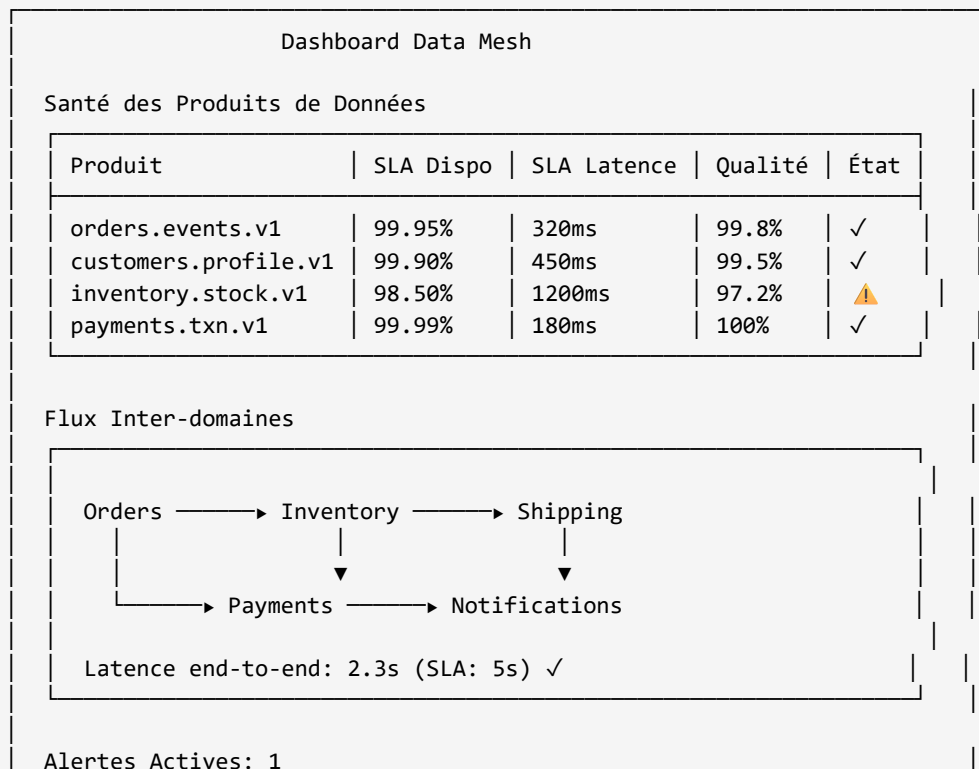 Dashboard Data Mesh
Santé des Produits de Données
Produit │ SLA Dispo │ SLA Latence │ Qualité │ État
orders.events.v1 │ 99.95% │ 320ms │ 99.8% │ ✓
customers.profile.v1 │ 99.90% │ 450ms │ 99.5% │ ✓
inventory.stock.v1 │ 98.50% │ 1200ms │ 97.2% │ ⚠
payments.txn.v1 │ 99.99% │ 180ms │ 100% │ ✓
Flux Inter-domaines
Orders ──────▶ Inventory ──────▶ Shipping
▼ ▼
└──────▶ Payments ──────▶ Notifications
Latence end-to-end: 2.3s (SLA: 5s) ✓
Alertes Actives: 1